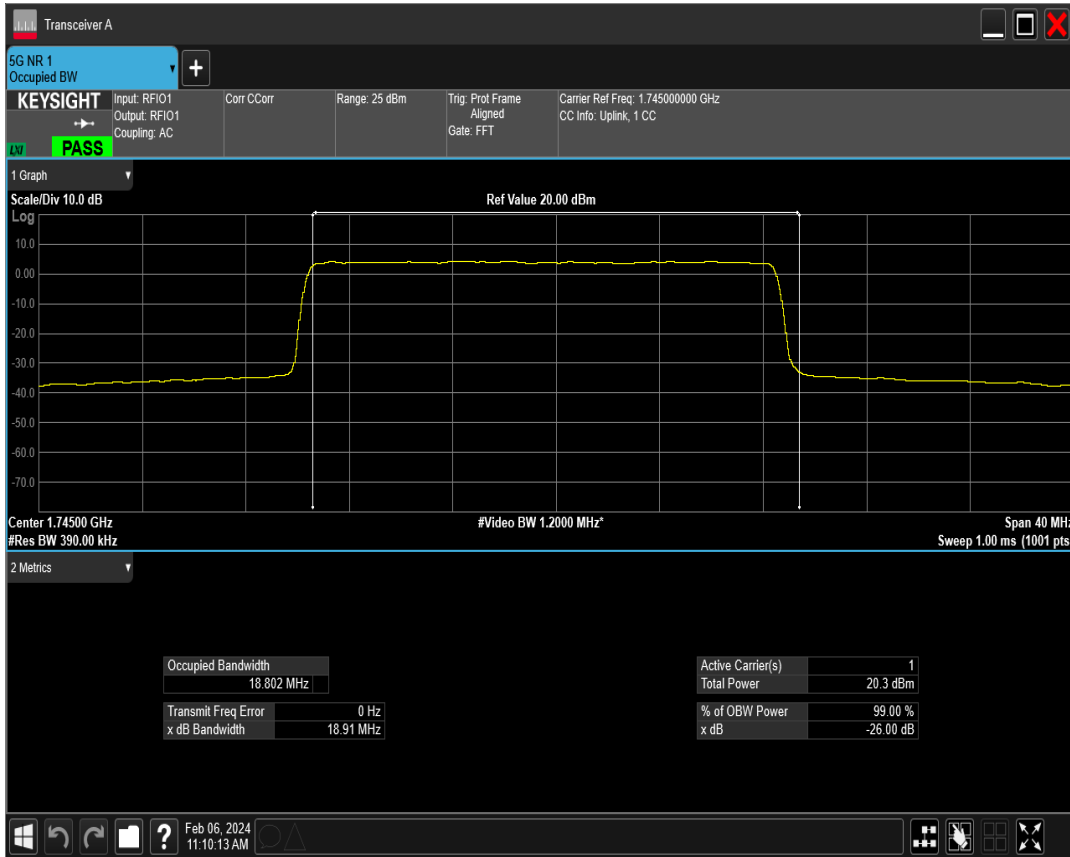 Transceiver A
5G NR 1
Occupied BW
+
KEYSIGHT
LXI
PASS
Input: RFIO1
Output: RFIO1
Coupling: AC
Corr CCorr
Range: 25 dBm
Trig: Prot Frame
Aligned
Gate: FFT
Carrier Ref Freq: 1.745000000 GHz
CC Info: Uplink, 1 CC
1 Graph
Scale/Div 10.0 dB
Ref Value 20.00 dBm
Log
10.0
0.00
-10.0
-20.0
-30.0
-40.0
-50.0
-60.0
-70.0
Center 1.74500 GHz
#Video BW 1.2000 MHz*
Span 40 MHz
#Res BW 390.00 kHz
Sweep 1.00 ms (1001 pts
2 Metrics
Occupied Bandwidth
18.802 MHz
Transmit Freq Error 0 Hz
x dB Bandwidth 18.91 MHz
Active Carrier(s) 1
Total Power 20.3 dBm
% of OBW Power 99.00 %
x dB -26.00 dB
?
Feb 06, 2024
11:10:13 AM